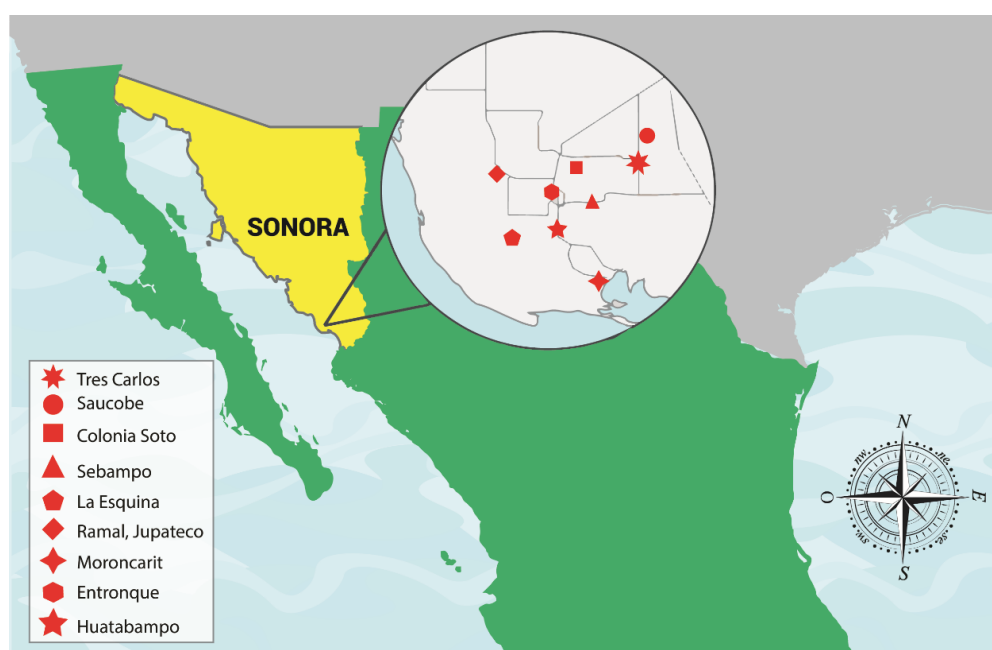 SONORA
Tres Carlos
Saucobe
Colonia Soto
Sebampo
La Esquina
Ramal, Jupateco
Moroncarit
Entronque
Huatabampo
N
nw.
ne.
O
E
sw.
se.
S